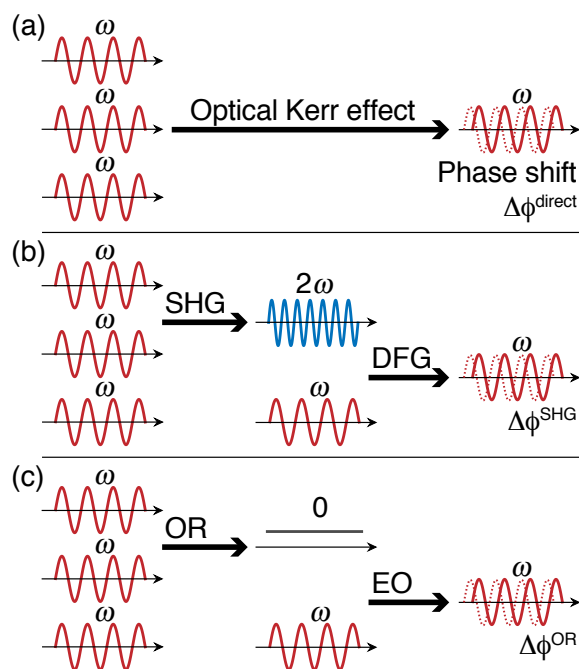 (a)
ω
ω
ω
Optical Kerr effect
ω
Phase shift
Δϕ^direct
(b)
ω
ω
ω
SHG
2ω
ω
DFG
ω
Δϕ^SHG
(c)
ω
ω
ω
OR
0
ω
EO
ω
Δϕ^OR